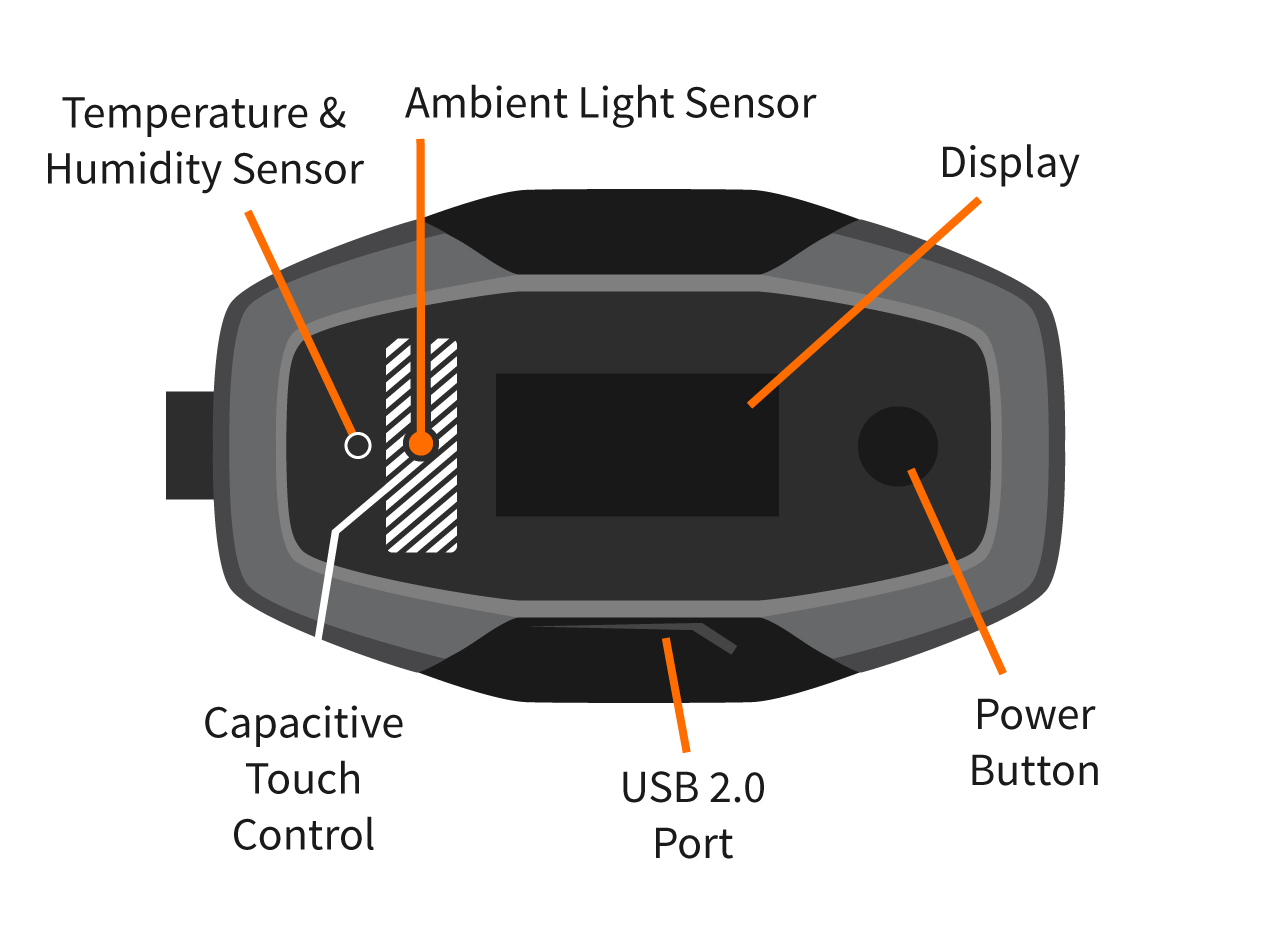 Temperature &
Humidity Sensor
Ambient Light Sensor
Display
Capacitive
Touch
Control
USB 2.0
Port
Power
Button